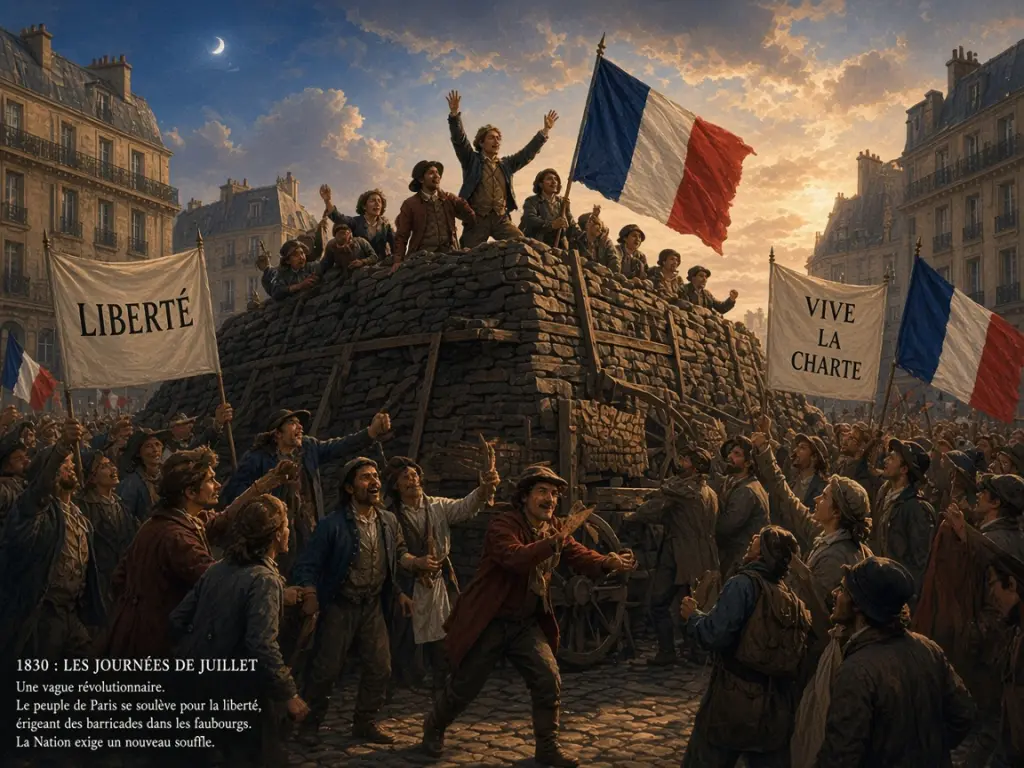 LIBERTÉ
VIVE
LA
CHARTE
1830 : LES JOURNÉES DE JUILLET
Une vague révolutionnaire.
Le peuple de Paris se soulève pour la liberté,
érigeant des barricades dans les faubourgs.
La Nation exige un nouveau souffle.